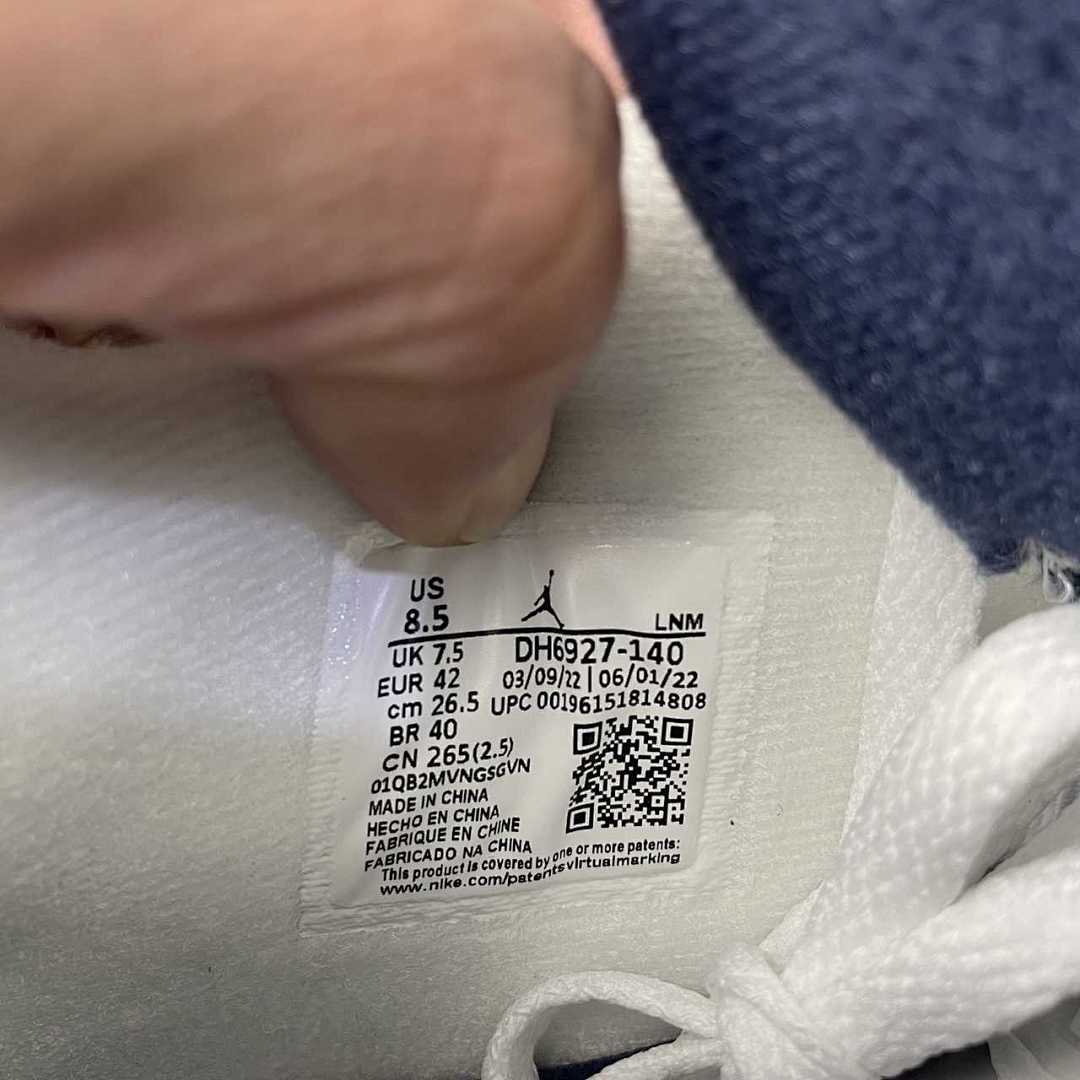 US
8.5
LNM
UK 7.5
DH6927-140
EUR 42
03/09/22 | 06/01/22
cm 26.5
UPC 00196151814808
BR 40
CN 265(2.5)
01QB2MVNGSGVN
MADE IN CHINA
HECHO EN CHINA
FABRIQUE EN CHINE
FABRICADO NA CHINA
This product is covered by one or more patents:
www.nike.com/patentsvirtualmarking